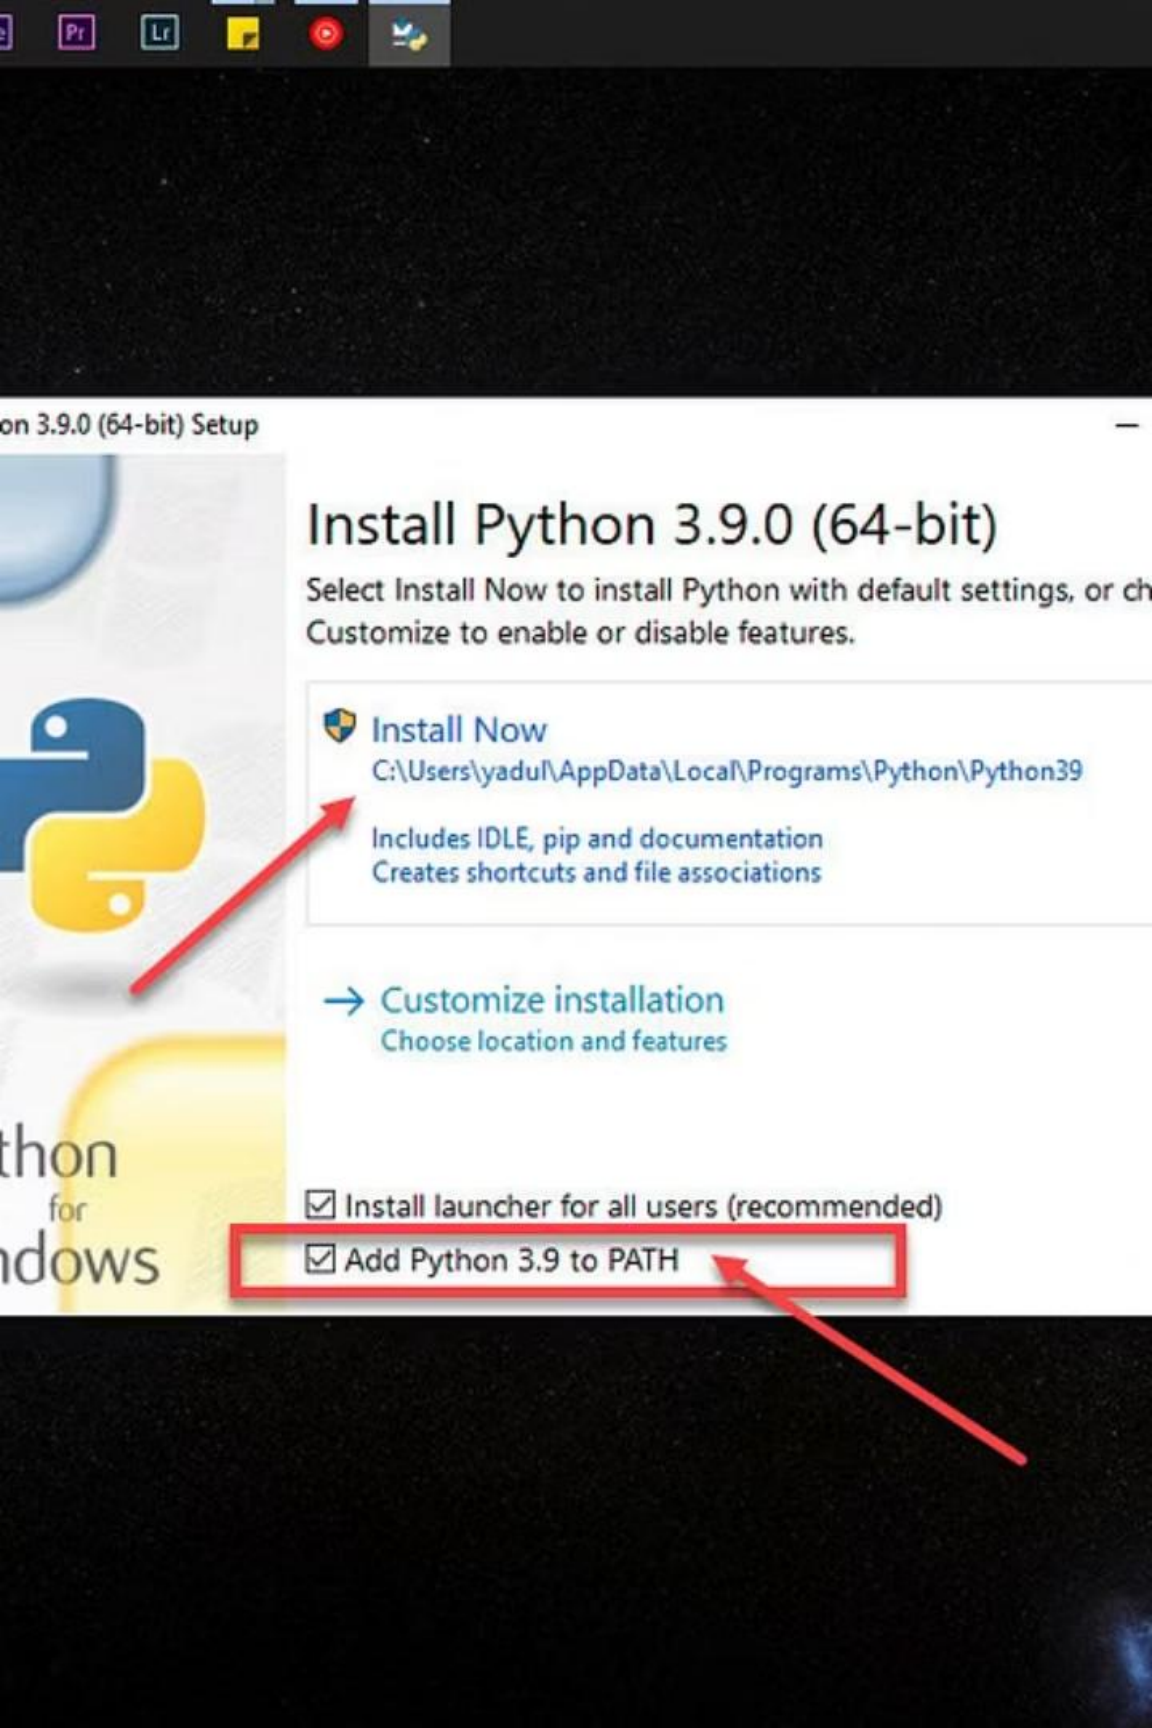 Pr Lr
on 3.9.0 (64-bit) Setup
Install Python 3.9.0 (64-bit)
Select Install Now to install Python with default settings, or ch
Customize to enable or disable features.
Install Now
C:\Users\yadul\AppData\Local\Programs\Python\Python39
Includes IDLE, pip and documentation
Creates shortcuts and file associations
Customize installation
Choose location and features
thon
for
ndows
Install launcher for all users (recommended)
Add Python 3.9 to PATH